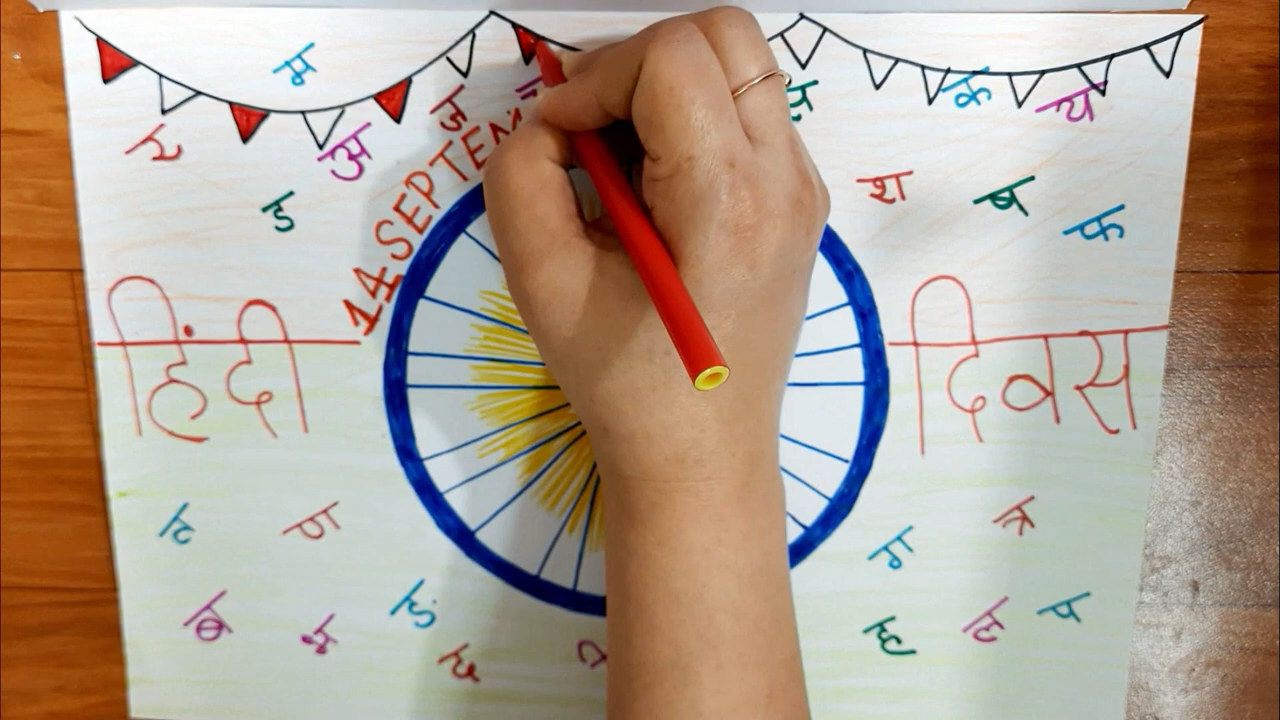 म
ड
क
य
र
अ
14 SEPTEM
श
ष
ड
फ
हिंदी
दिवस
ट
ण
त्र
ग
ब
भ
ङ
ह
ल
प
द